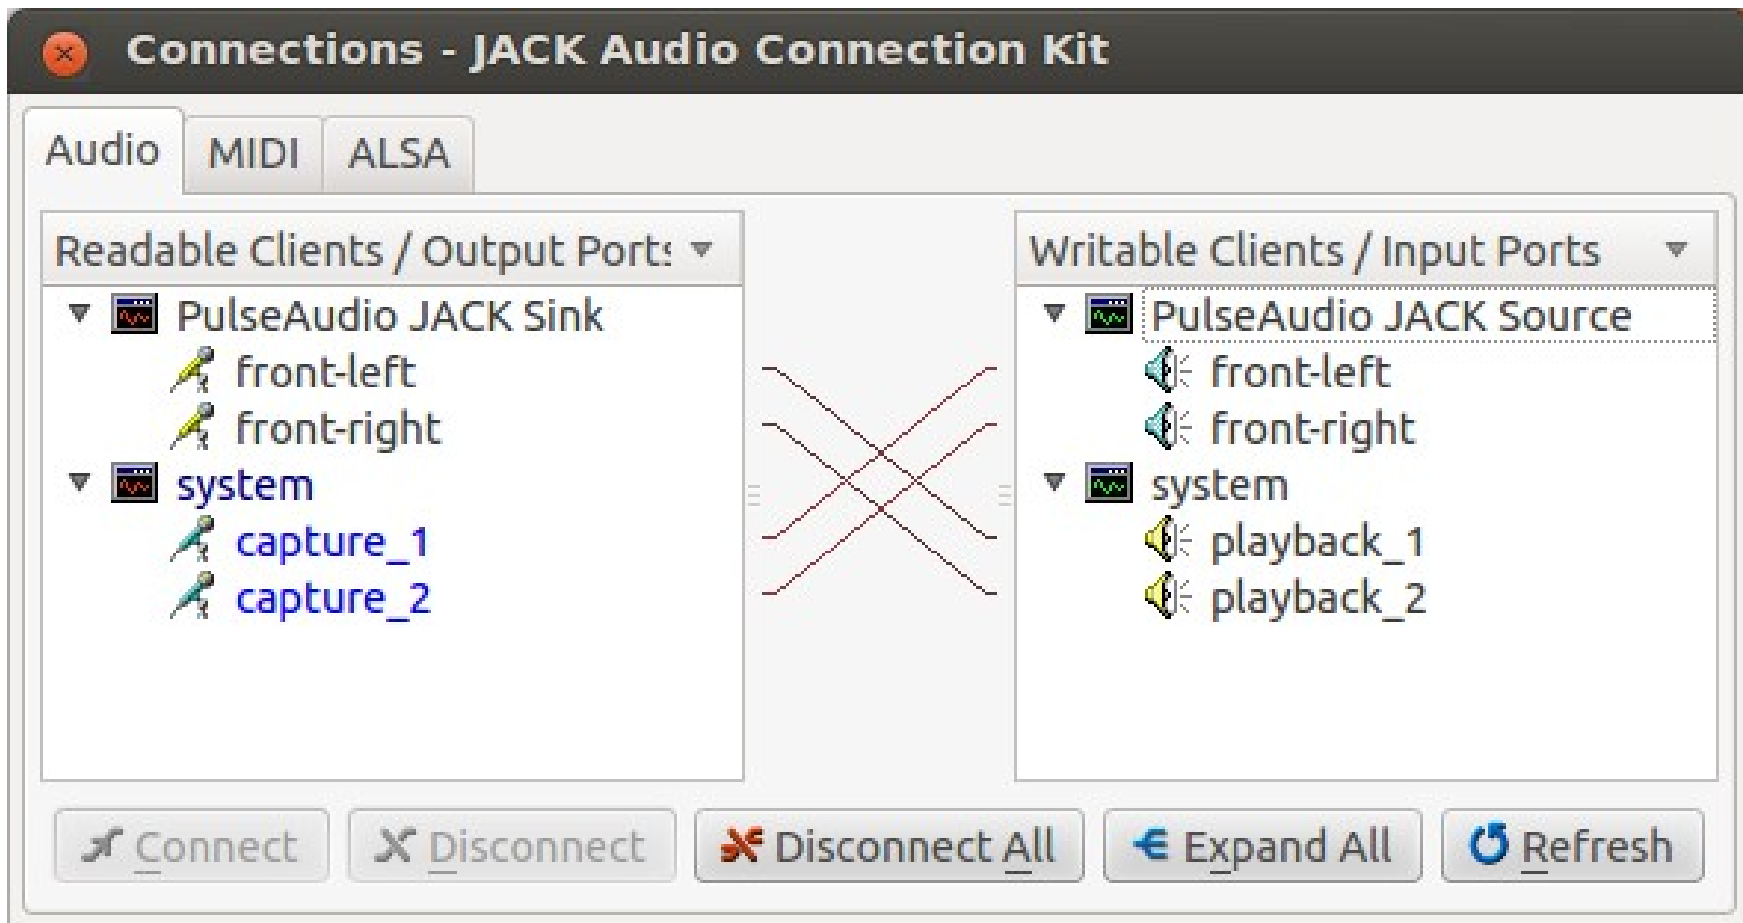 Connections - JACK Audio Connection Kit
Audio MIDI ALSA
Readable Clients / Output Ports
PulseAudio JACK Sink
front-left
front-right
system
capture_1
capture_2
Writable Clients / Input Ports
PulseAudio JACK Source
front-left
front-right
system
playback_1
playback_2
Connect Disconnect Disconnect All Expand All Refresh